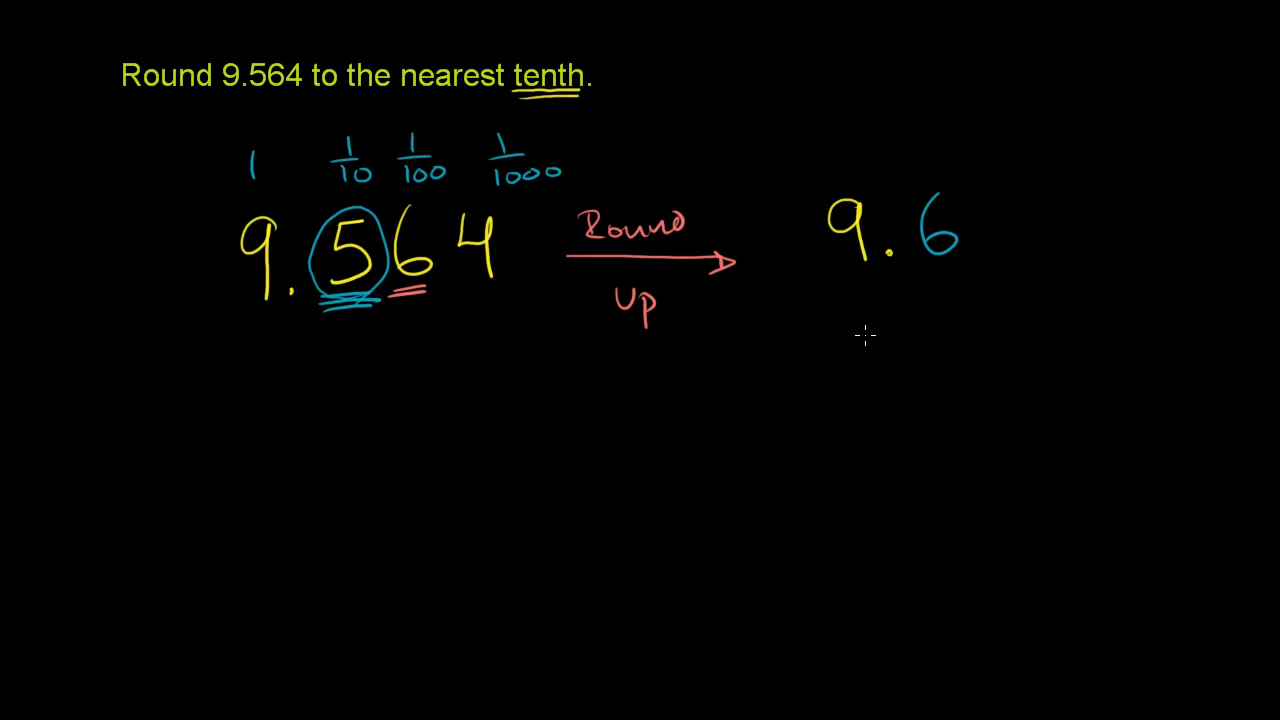 Round 9.564 to the nearest tenth.
1 1/10 1/100 1/1000
9.564 Round 9.6
Up